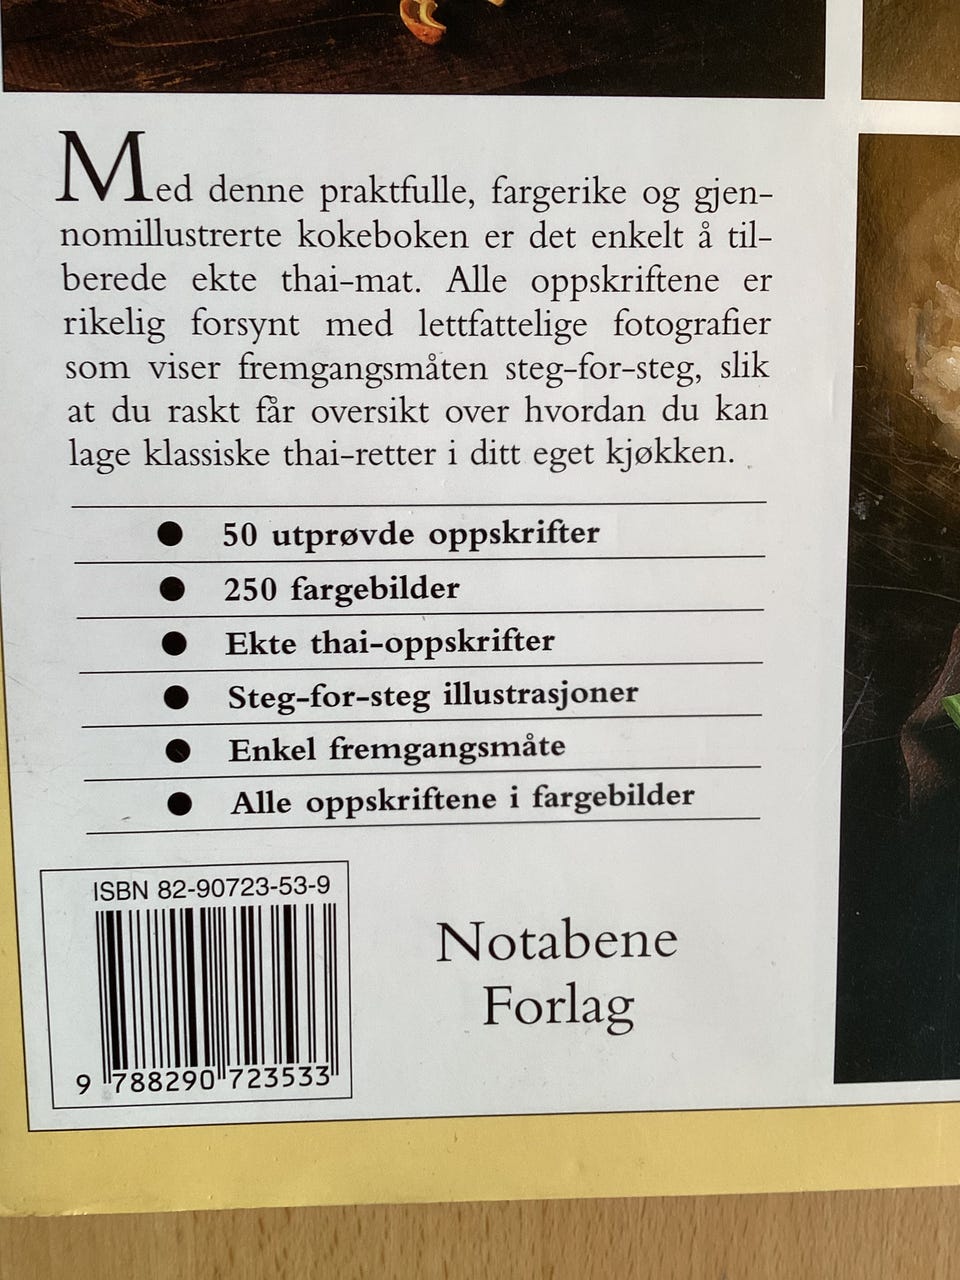 Med denne praktfulle, fargerike og gjen-
nomillustrerte kokeboken er det enkelt å til-
berede ekte thai-mat. Alle oppskriftene er
rikelig forsynt med lettfattelige fotografier
som viser fremgangsmåten steg-for-steg, slik
at du raskt får oversikt over hvordan du kan
lage klassiske thai-retter i ditt eget kjøkken.
● 50 utprøvde oppskrifter
● 250 fargebilder
● Ekte thai-oppskrifter
● Steg-for-steg illustrasjoner
● Enkel fremgangsmåte
● Alle oppskriftene i fargebilder
ISBN 82-90723-53-9
9 788290 723533
Notabene
Forlag